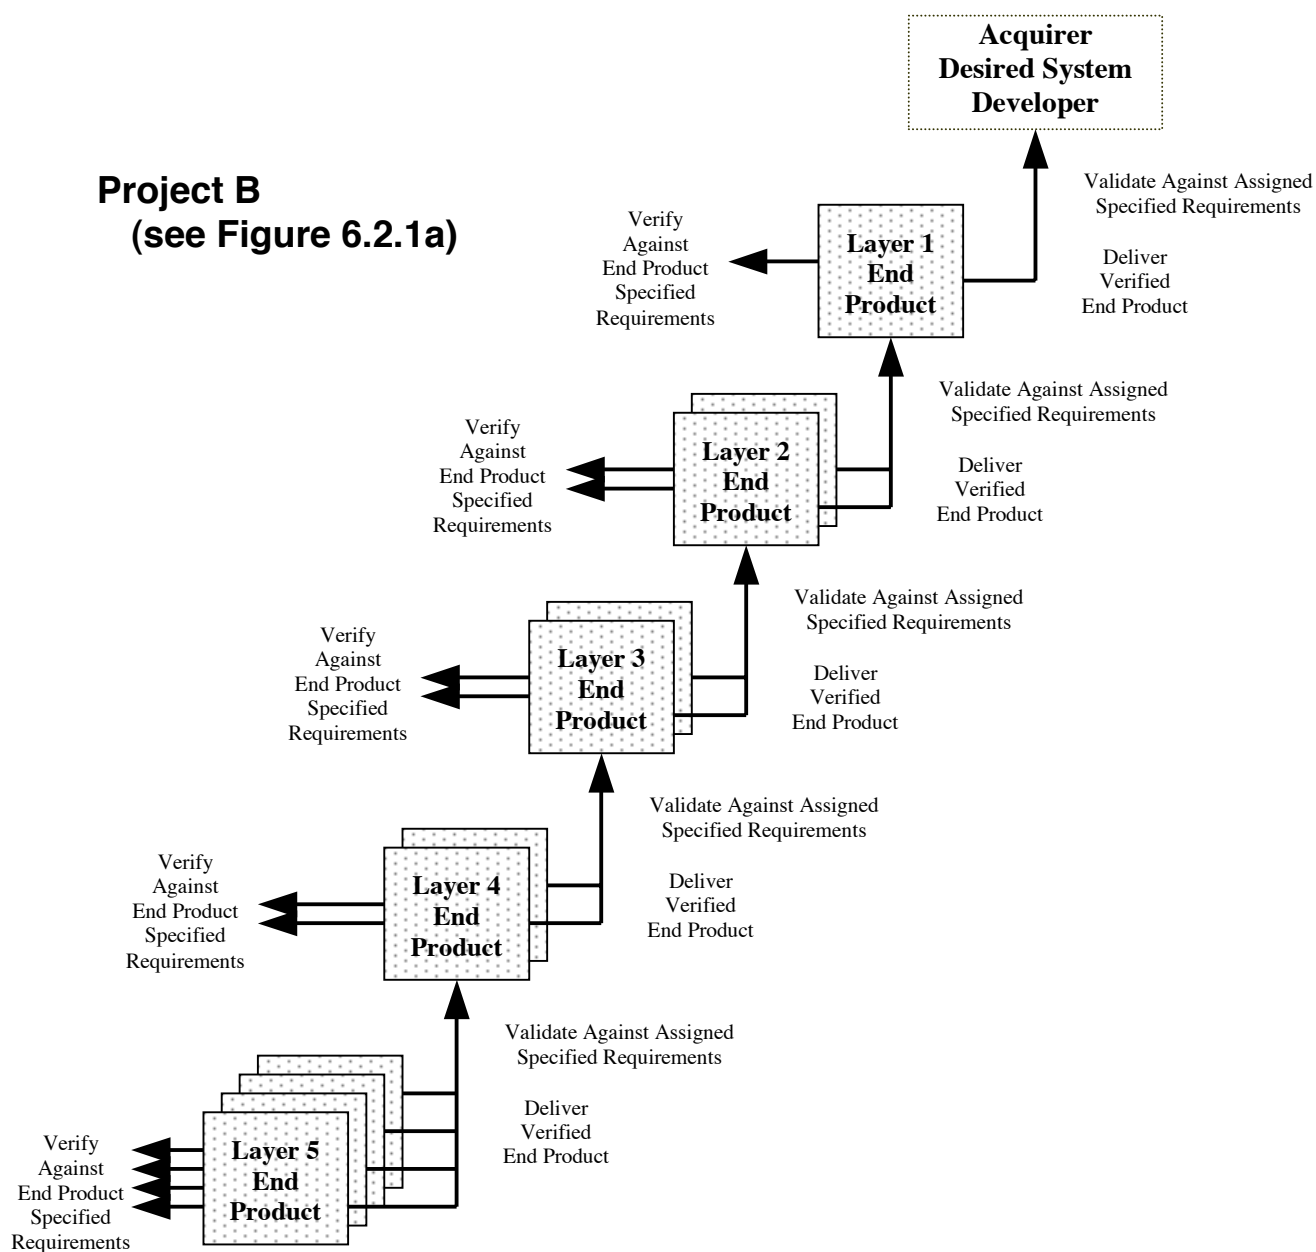 Acquirer
Desired System
Developer
Project B
(see Figure 6.2.1a)
Validate Against Assigned
Specified Requirements
Deliver
Verified
End Product
Verify
Against
End Product
Specified
Requirements
Layer 1
End
Product
Validate Against Assigned
Specified Requirements
Deliver
Verified
End Product
Verify
Against
End Product
Specified
Requirements
Layer 2
End
Product
Validate Against Assigned
Specified Requirements
Deliver
Verified
End Product
Verify
Against
End Product
Specified
Requirements
Layer 3
End
Product
Validate Against Assigned
Specified Requirements
Deliver
Verified
End Product
Verify
Against
End Product
Specified
Requirements
Layer 4
End
Product
Validate Against Assigned
Specified Requirements
Deliver
Verified
End Product
Verify
Against
End Product
Specified
Requirements
Layer 5
End
Product